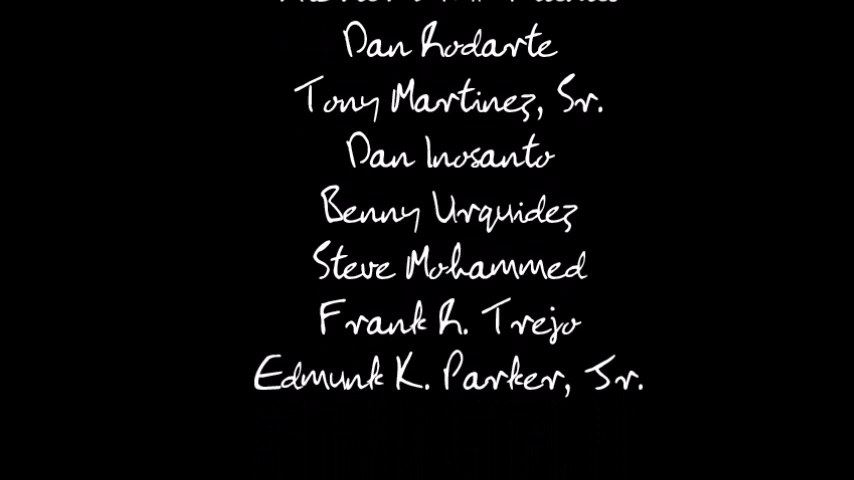 Dan Rodarte
Tony Martinez, Sr.
Dan Inosanto
Benny Urquidez
Steve Mohammed
Frank R. Trejo
Edmunk K. Parker, Jr.